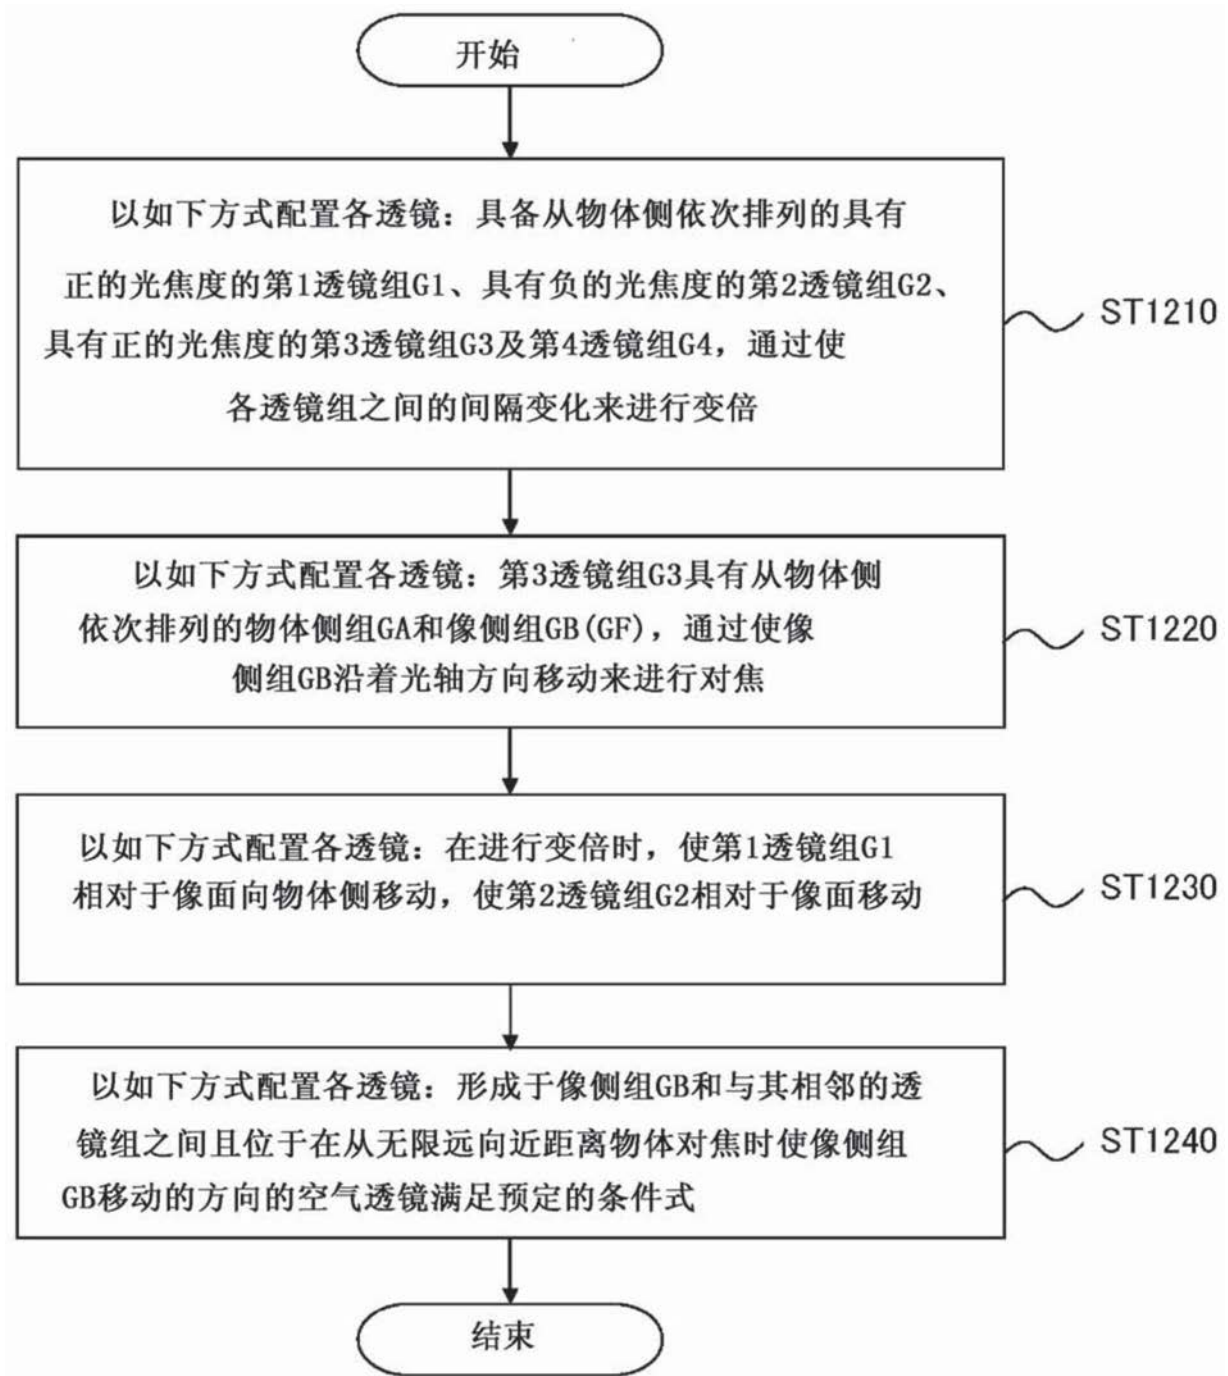 开始
以如下方式配置各透镜：具备从物体侧依次排列的具有
正的光焦度的第1透镜组G1、具有负的光焦度的第2透镜组G2、
具有正的光焦度的第3透镜组G3及第4透镜组G4，通过使
各透镜组之间的间隔变化来进行变倍
ST1210
以如下方式配置各透镜：第3透镜组G3具有从物体侧
依次排列的物体侧组GA和像侧组GB(GF)，通过使像
侧组GB沿着光轴方向移动来进行对焦
ST1220
以如下方式配置各透镜：在进行变倍时，使第1透镜组G1
相对于像面向物体侧移动，使第2透镜组G2相对于像面移动
ST1230
以如下方式配置各透镜：形成于像侧组GB和与其相邻的透
镜组之间且位于在从无限远向近距离物体对焦时使像侧组
GB移动的方向的空气透镜满足预定的条件式
ST1240
结束